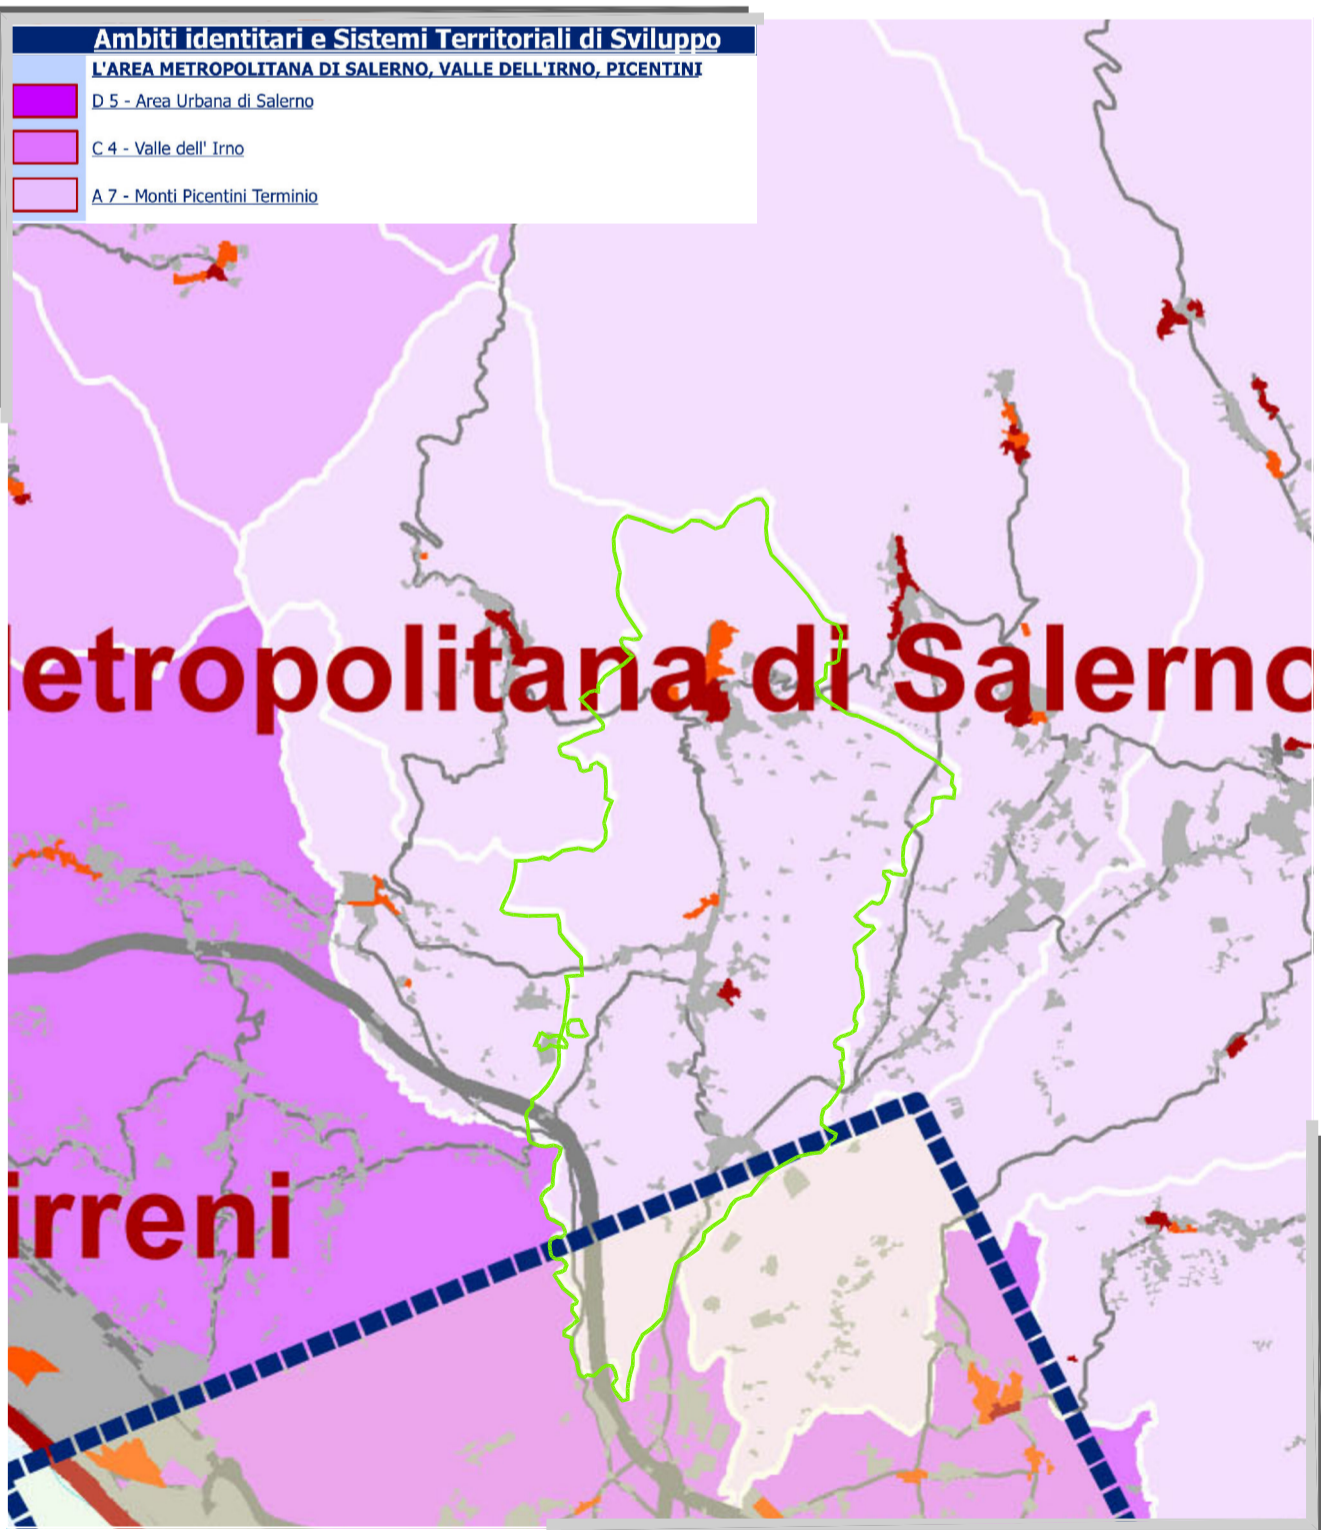 Ambiti identitari e Sistemi Territoriali di Sviluppo
L'AREA METROPOLITANA DI SALERNO, VALLE DELL'IRNO, PICENTINI
D 5 - Area Urbana di Salerno
C 4 - Valle dell' Irno
A 7 - Monti Picentini Terminio
etropolitana di Salerno
irreni